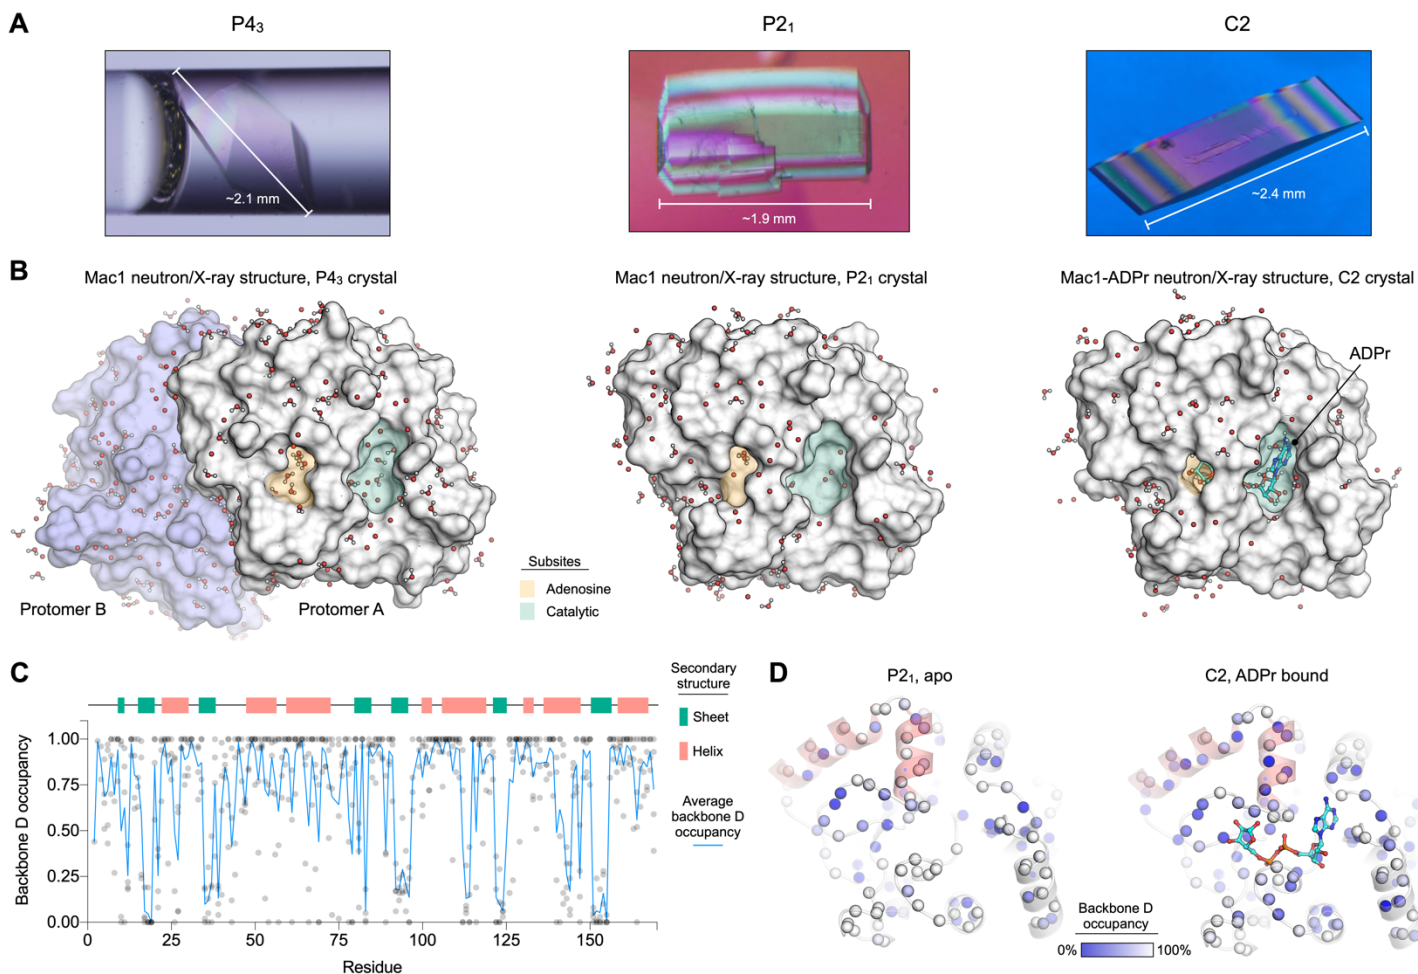 A
P4₃
P2₁
C2
~2.1 mm
~1.9 mm
~2.4 mm
B
Mac1 neutron/X-ray structure, P4₃ crystal
Mac1 neutron/X-ray structure, P2₁ crystal
Mac1-ADPr neutron/X-ray structure, C2 crystal
ADPr
Protomer B
Protomer A
Subsites
Adenosine
Catalytic
C
Secondary
structure
Sheet
Helix
Average
backbone D
occupancy
Backbone D occupancy
1.00
0.75
0.50
0.25
0.00
0
25
50
75
100
125
150
Residue
D
P2₁, apo
C2, ADPr bound
Backbone D
occupancy
0%
100%